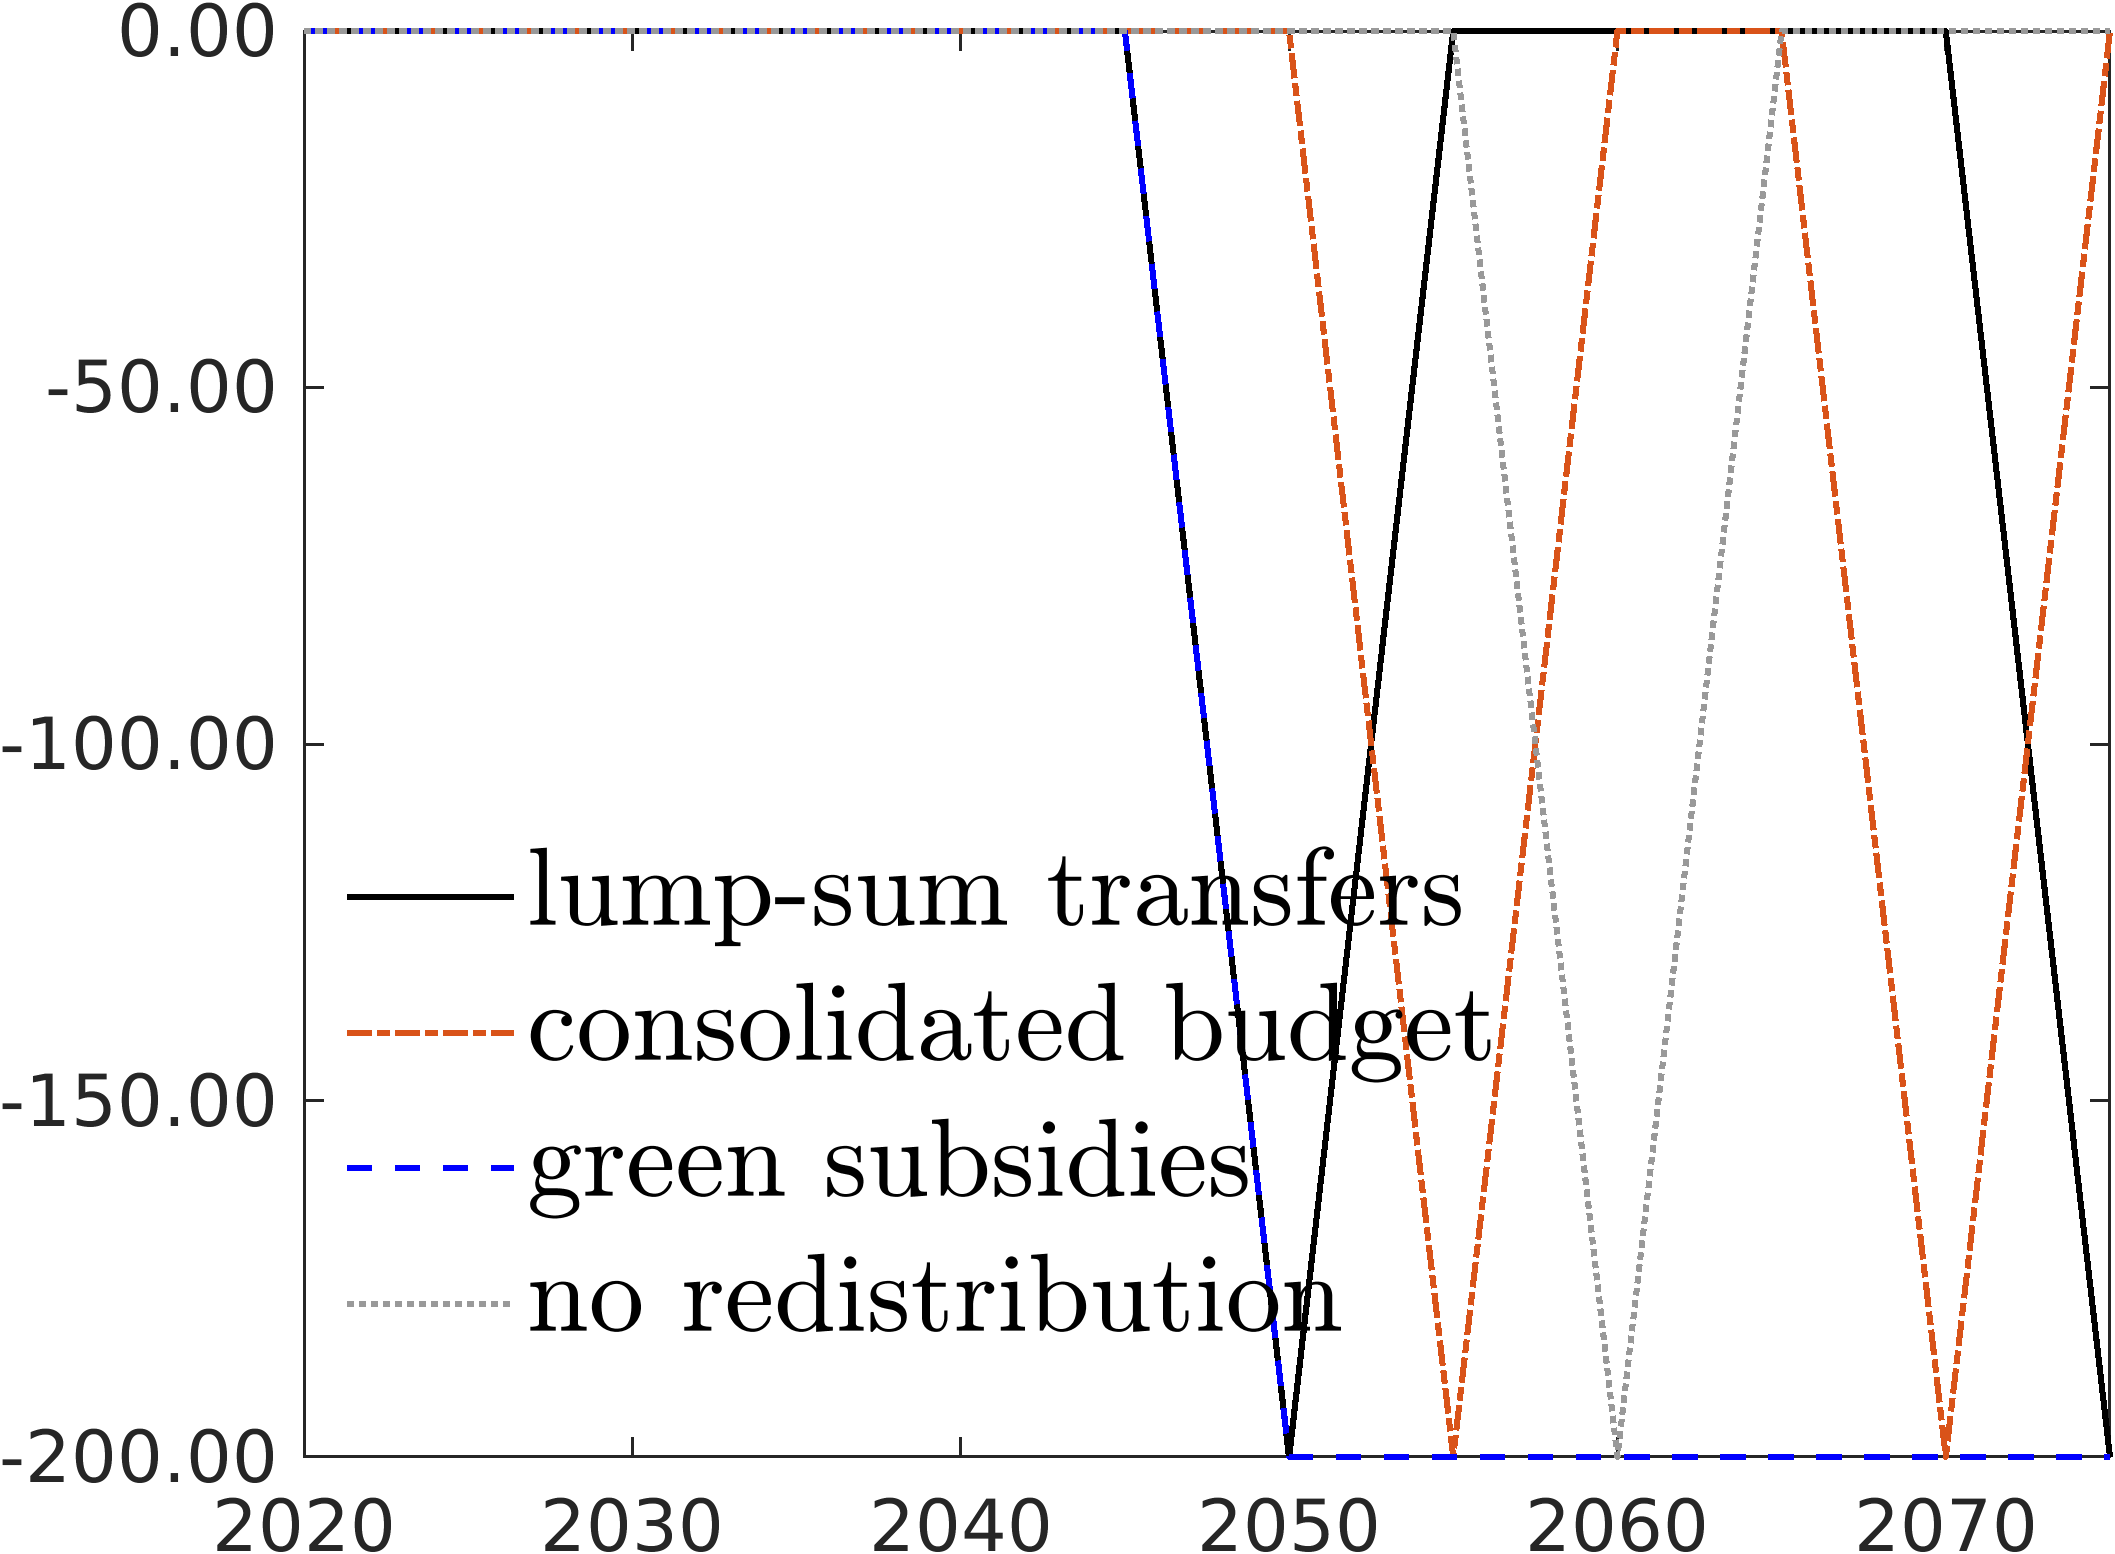 0.00
-50.00
-100.00
-150.00
-200.00
lump-sum transfers
consolidated budget
green subsidies
no redistribution
2020 2030 2040 2050 2060 2070